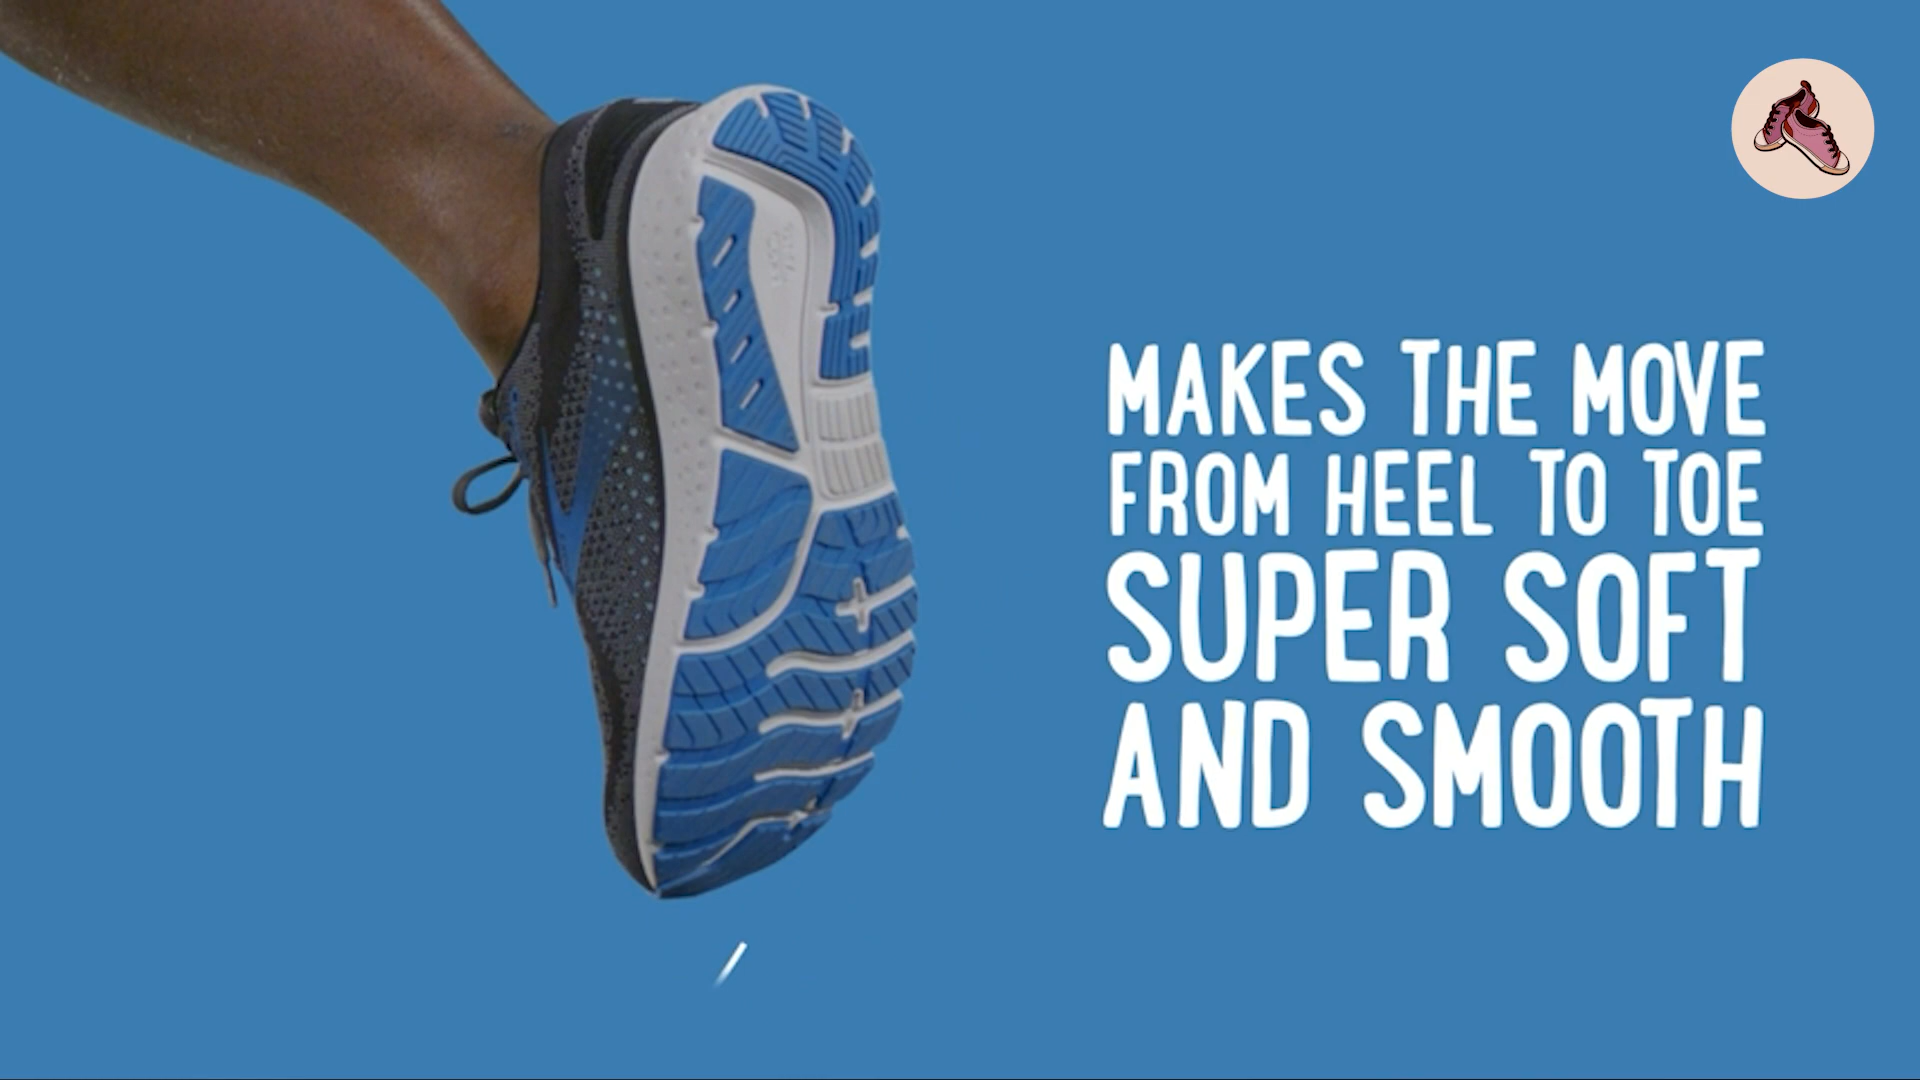 MAKES THE MOVE
FROM HEEL TO TOE
SUPER SOFT
AND SMOOTH